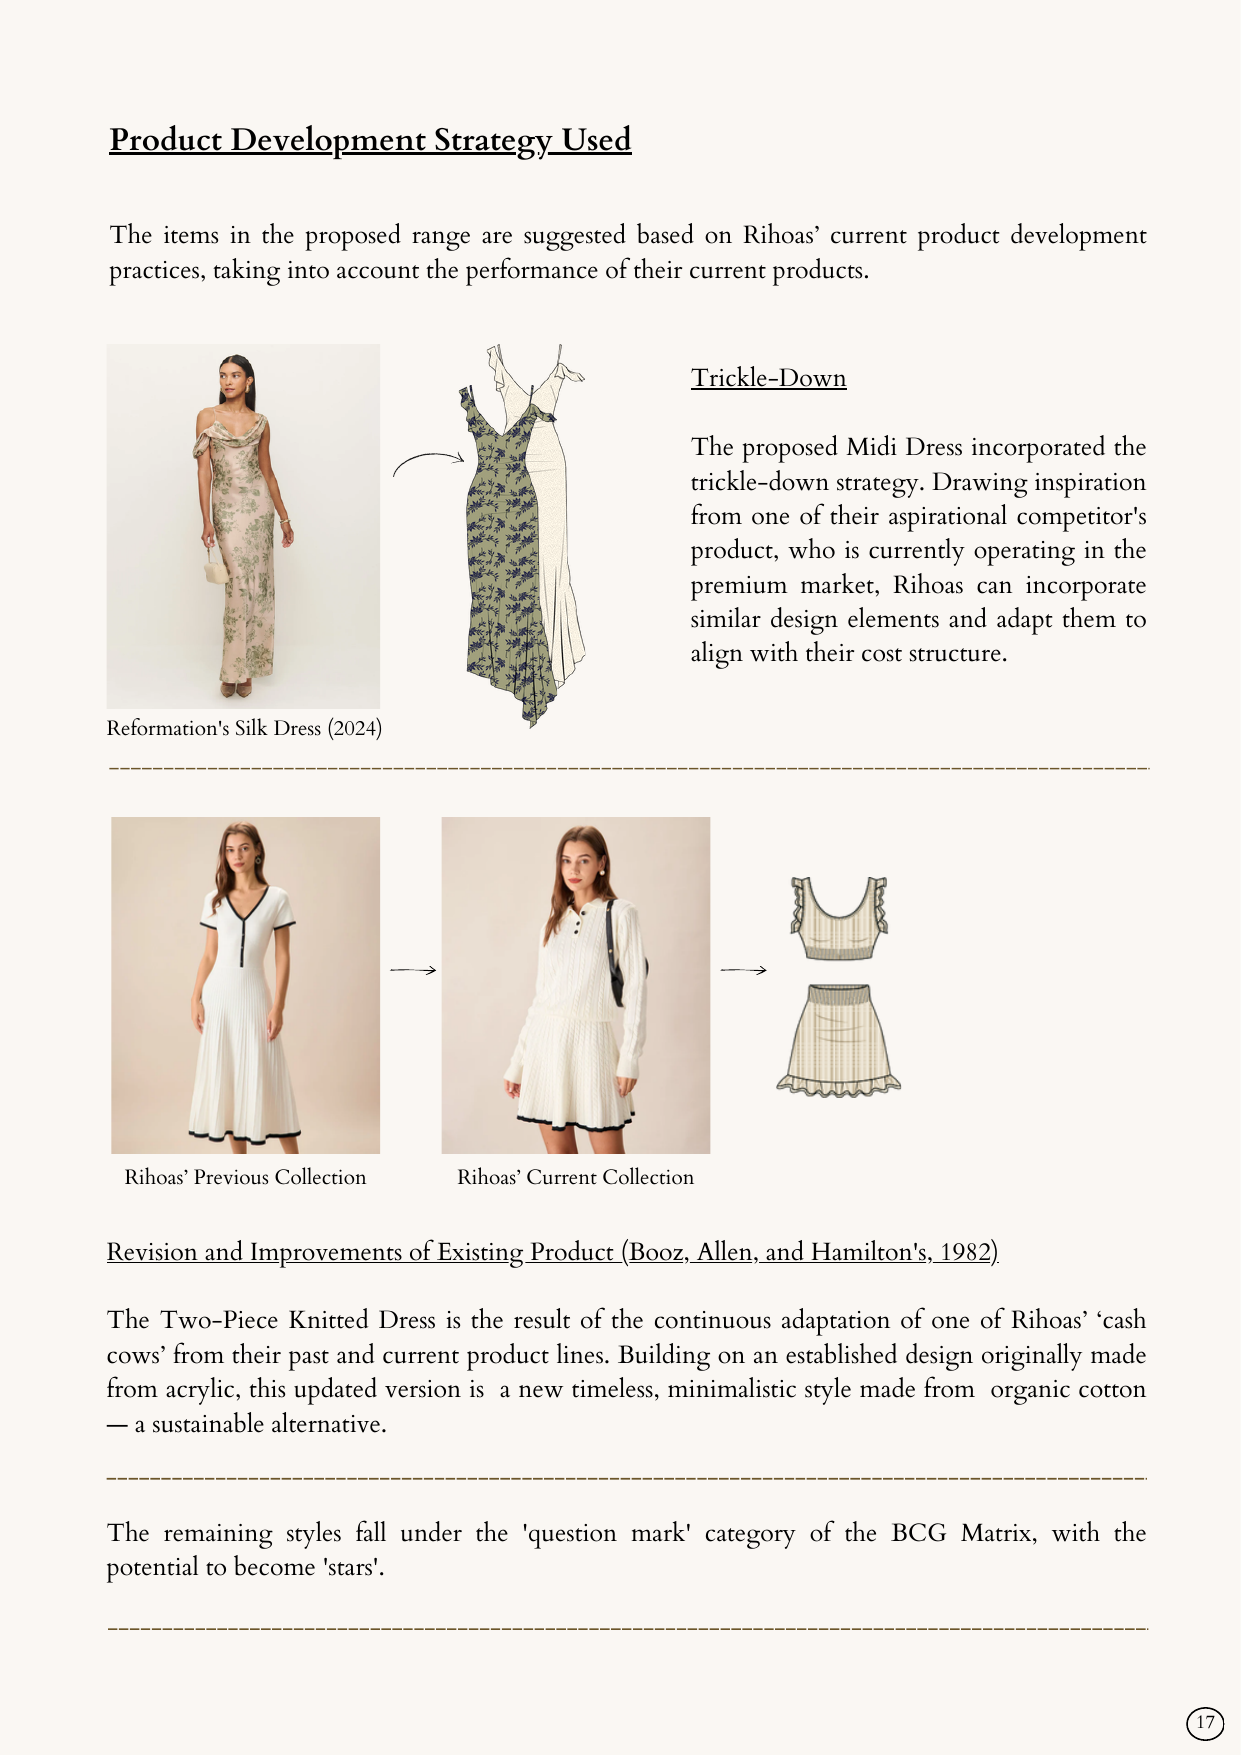 Product Development Strategy Used
The items in the proposed range are suggested based on Rihoas’ current product development
practices, taking into account the performance of their current products.
Trickle-Down
The proposed Midi Dress incorporated the
trickle-down strategy. Drawing inspiration
from one of their aspirational competitor's
product, who is currently operating in the
premium market, Rihoas can incorporate
similar design elements and adapt them to
align with their cost structure.
Reformation's Silk Dress (2024)
Rihoas’ Previous Collection
Rihoas’ Current Collection
Revision and Improvements of Existing Product (Booz, Allen, and Hamilton's, 1982)
The Two-Piece Knitted Dress is the result of the continuous adaptation of one of Rihoas’ ‘cash
cows’ from their past and current product lines. Building on an established design originally made
from acrylic, this updated version is  a new timeless, minimalistic style made from  organic cotton
— a sustainable alternative.
The remaining styles fall under the 'question mark' category of the BCG Matrix, with the
potential to become 'stars'.
17